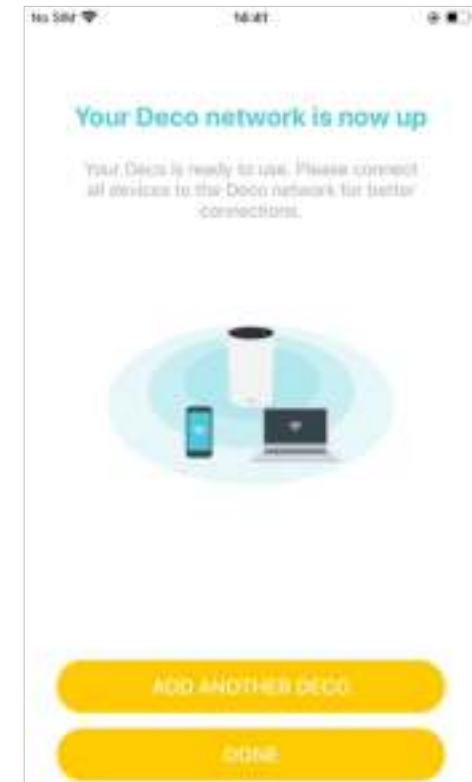 No SIM 14:41
Your Deco network is now up
Your Deco is ready to use. Please connect
all devices to the Deco network for better
connections.
ADD ANOTHER DECO
DONE